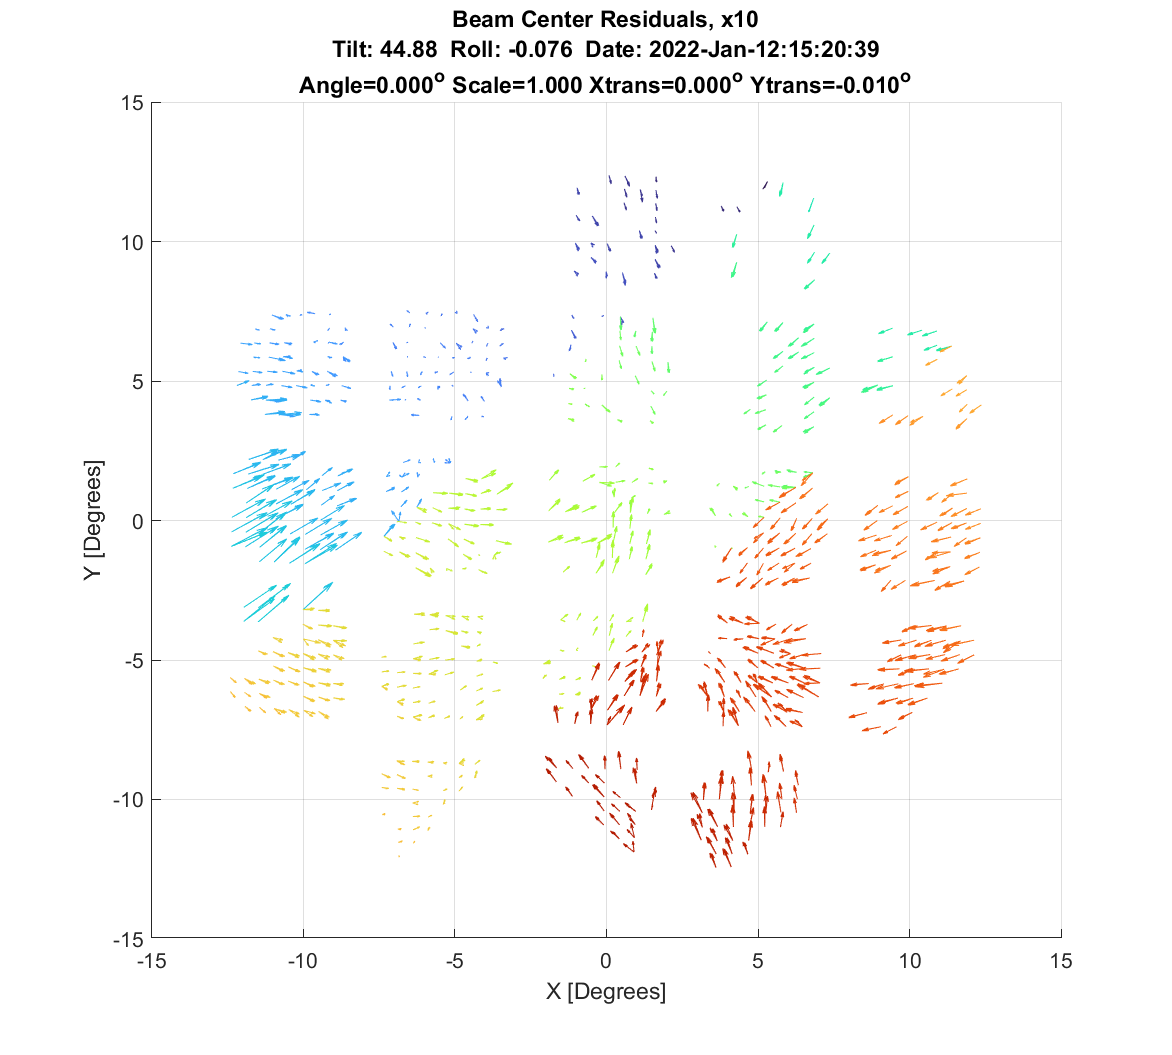 Beam Center Residuals, x10
Tilt: 44.88 Roll: -0.076 Date: 2022-Jan-12:15:20:39
Angle=0.000° Scale=1.000 Xtrans=0.000° Ytrans=-0.010°
15
10
5
0
-5
-10
-15
Y [Degrees]
-15 -10 -5 0 5 10 15
X [Degrees]